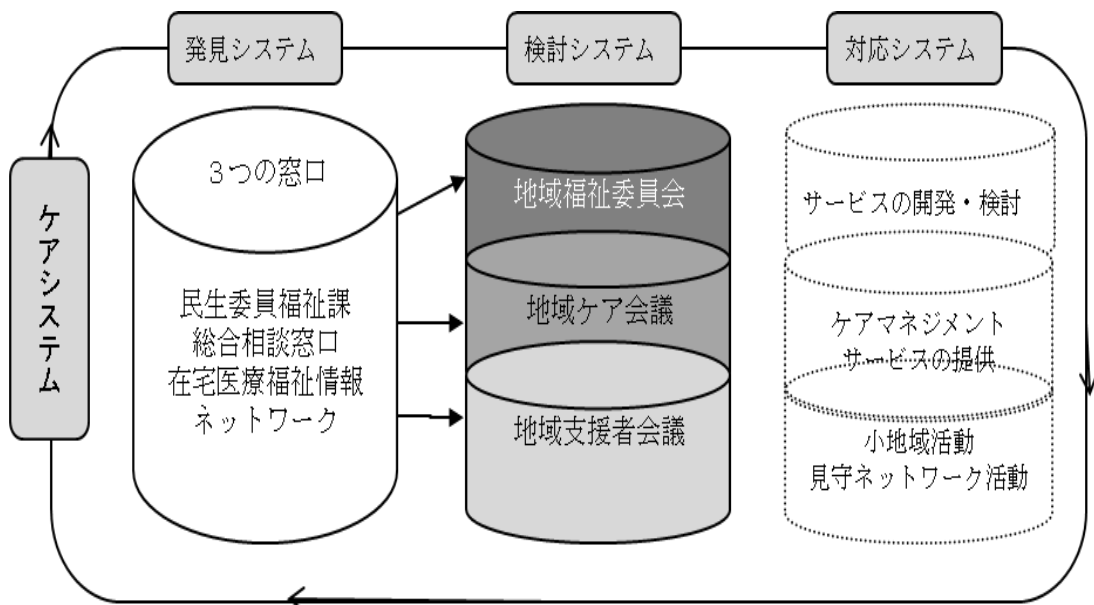 発見システム
検討システム
対応システム
ケアシステム
３つの窓口
民生委員福祉課
総合相談窓口
在宅医療福祉情報
ネットワーク
地域福祉委員会
地域ケア会議
地域支援者会議
サービスの開発・検討
ケアマネジメント
サービスの提供
小地域活動
見守ネットワーク活動